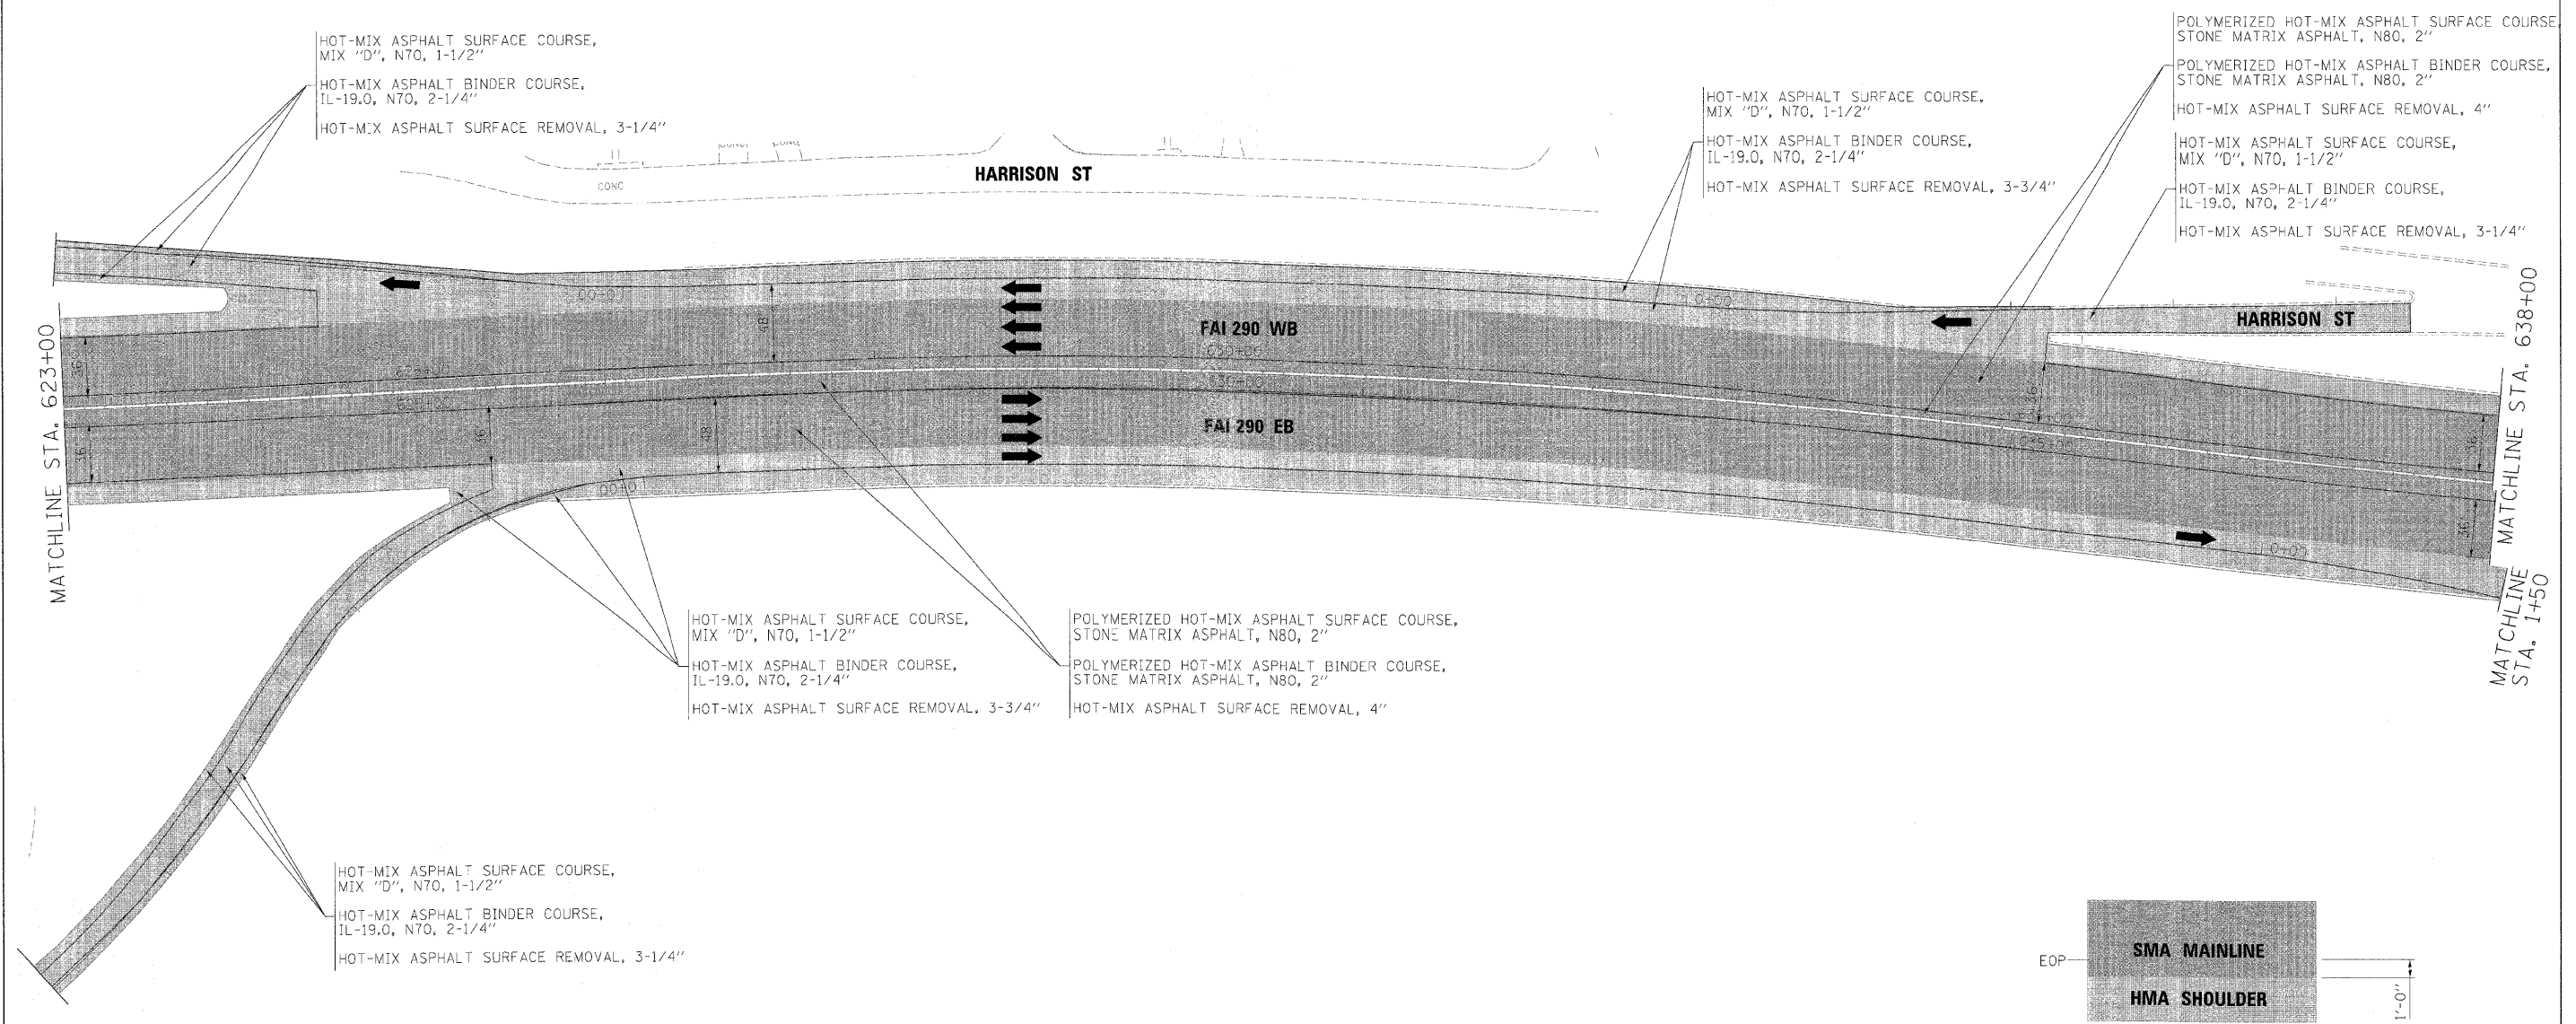 HOT-MIX ASPHALT SURFACE COURSE,
MIX "D", N70, 1-1/2"
HOT-MIX ASPHALT BINDER COURSE,
IL-19.0, N70, 2-1/4"
HOT-MIX ASPHALT SURFACE REMOVAL, 3-1/4"
POLYMERIZED HOT-MIX ASPHALT SURFACE COURSE,
STONE MATRIX ASPHALT, N80, 2"
POLYMERIZED HOT-MIX ASPHALT BINDER COURSE,
STONE MATRIX ASPHALT, N80, 2"
HOT-MIX ASPHALT SURFACE REMOVAL, 4"
HOT-MIX ASPHALT SURFACE COURSE,
MIX "D", N70, 1-1/2"
HOT-MIX ASPHALT BINDER COURSE,
IL-19.0, N70, 2-1/4"
HOT-MIX ASPHALT SURFACE REMOVAL, 3-3/4"
HOT-MIX ASPHALT SURFACE COURSE,
MIX "D", N70, 1-1/2"
HOT-MIX ASPHALT BINDER COURSE,
IL-19.0, N70, 2-1/4"
HOT-MIX ASPHALT SURFACE REMOVAL, 3-1/4"
CONC
HARRISON ST
HARRISON ST
FAI 290 WB
FAI 290 EB
48'
36'
36'
36'
48'
36'
36'
36'
MATCHLINE STA. 623+00
MATCHLINE STA. 638+00
MATCHLINE
STA. 1+50
HOT-MIX ASPHALT SURFACE COURSE,
MIX "D", N70, 1-1/2"
HOT-MIX ASPHALT BINDER COURSE,
IL-19.0, N70, 2-1/4"
HOT-MIX ASPHALT SURFACE REMOVAL, 3-3/4"
POLYMERIZED HOT-MIX ASPHALT SURFACE COURSE,
STONE MATRIX ASPHALT, N80, 2"
POLYMERIZED HOT-MIX ASPHALT BINDER COURSE,
STONE MATRIX ASPHALT, N80, 2"
HOT-MIX ASPHALT SURFACE REMOVAL, 4"
HOT-MIX ASPHALT SURFACE COURSE,
MIX "D", N70, 1-1/2"
HOT-MIX ASPHALT BINDER COURSE,
IL-19.0, N70, 2-1/4"
HOT-MIX ASPHALT SURFACE REMOVAL, 3-1/4"
EOP
SMA MAINLINE
HMA SHOULDER
1'-0"